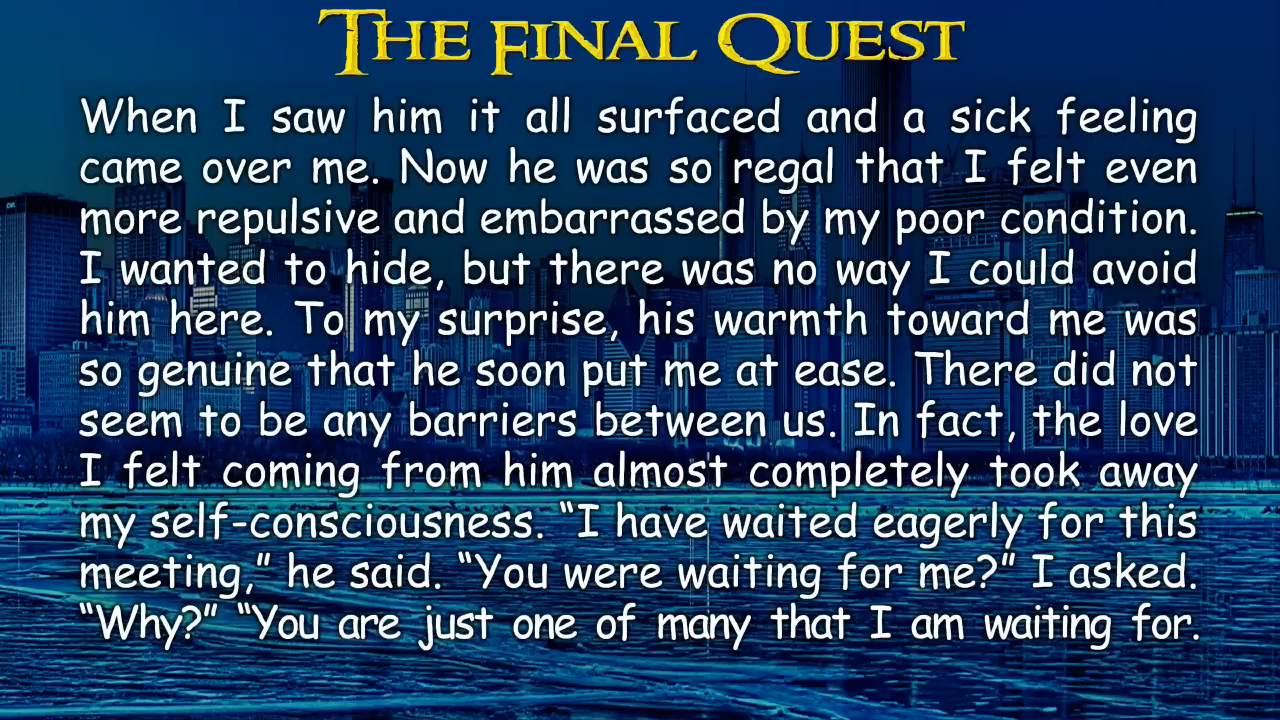 The Final Quest
When I saw him it all surfaced and a sick feeling
came over me. Now he was so regal that I felt even
more repulsive and embarrassed by my poor condition.
I wanted to hide, but there was no way I could avoid
him here. To my surprise, his warmth toward me was
so genuine that he soon put me at ease. There did not
seem to be any barriers between us. In fact, the love
I felt coming from him almost completely took away
my self-consciousness. “I have waited eagerly for this
meeting,” he said. “You were waiting for me?” I asked.
“Why?” “You are just one of many that I am waiting for.